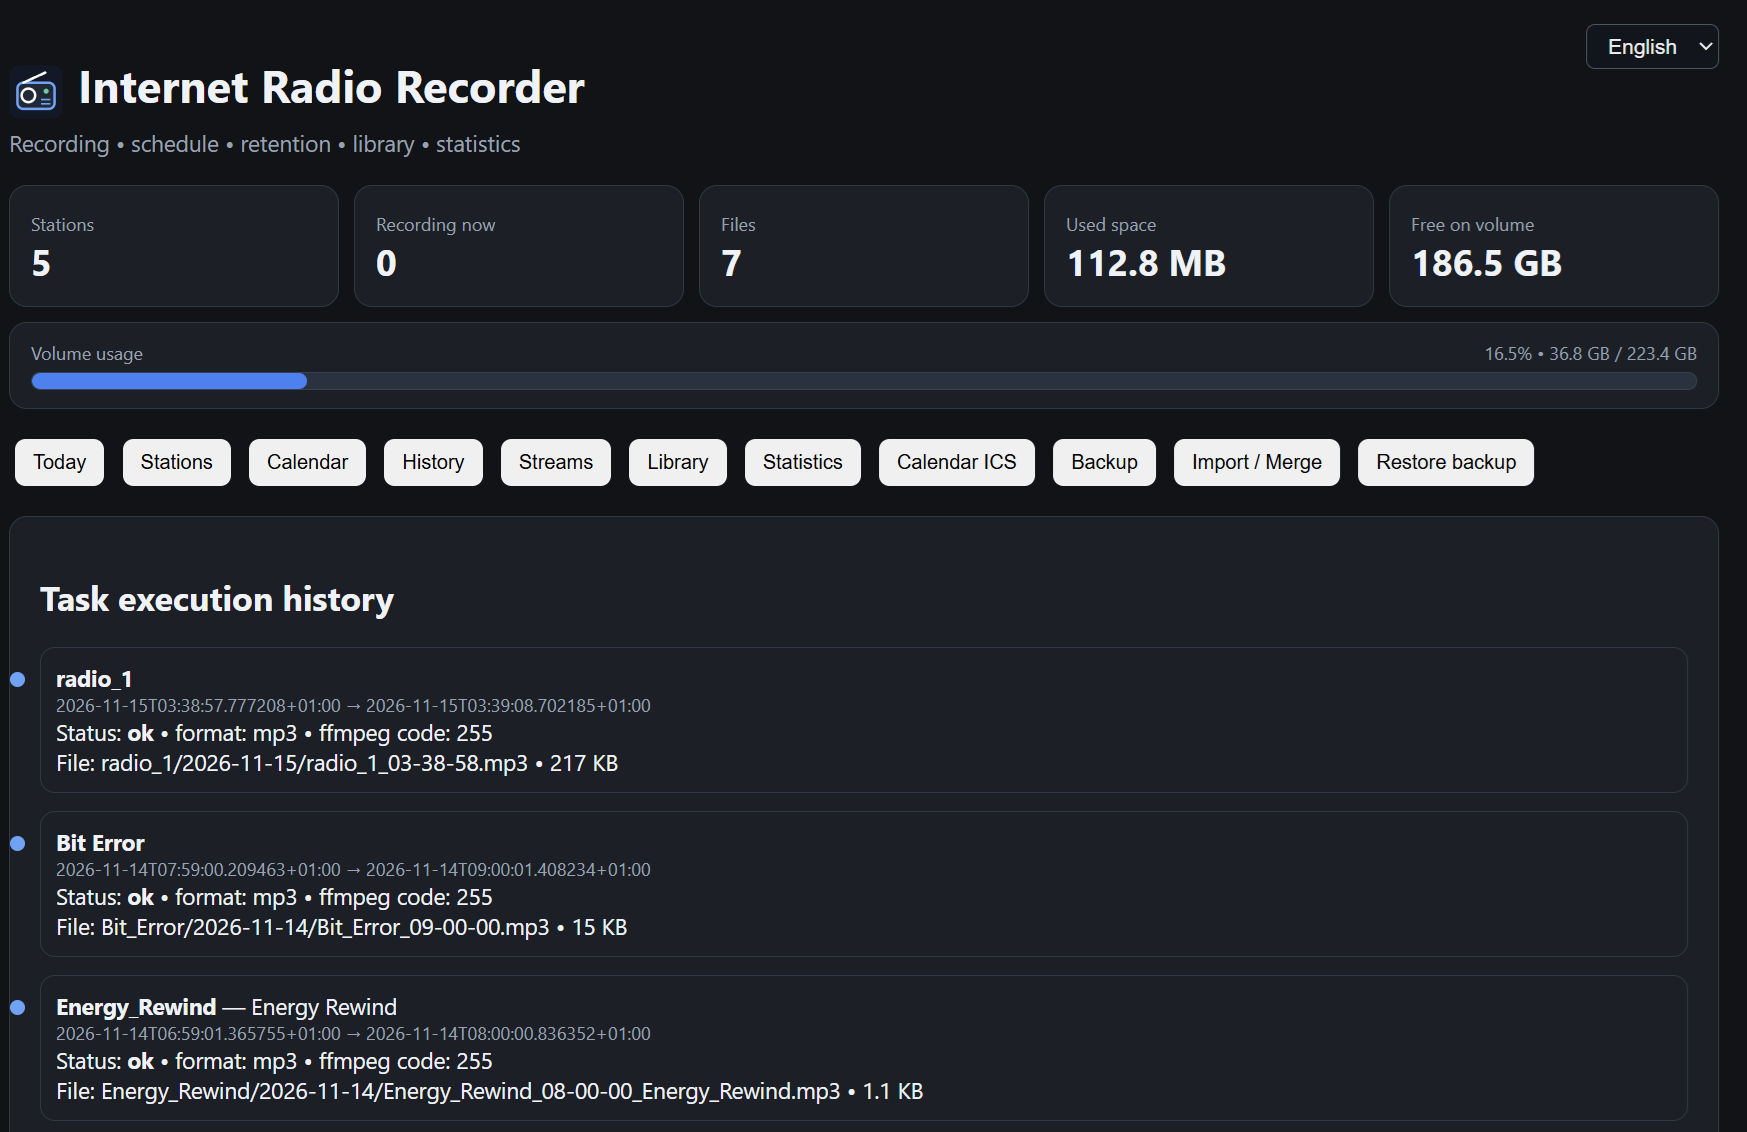 English
Internet Radio Recorder
Recording • schedule • retention • library • statistics
Stations
5
Recording now
0
Files
7
Used space
112.8 MB
Free on volume
186.5 GB
Volume usage
16.5% • 36.8 GB / 223.4 GB
Today
Stations
Calendar
History
Streams
Library
Statistics
Calendar ICS
Backup
Import / Merge
Restore backup
Task execution history
radio_1
2026-11-15T03:38:57.777208+01:00 → 2026-11-15T03:39:08.702185+01:00
Status: ok • format: mp3 • ffmpeg code: 255
File: radio_1/2026-11-15/radio_1_03-38-58.mp3 • 217 KB
Bit Error
2026-11-14T07:59:00.209463+01:00 → 2026-11-14T09:00:01.408234+01:00
Status: ok • format: mp3 • ffmpeg code: 255
File: Bit_Error/2026-11-14/Bit_Error_09-00-00.mp3 • 15 KB
Energy_Rewind — Energy Rewind
2026-11-14T06:59:01.365755+01:00 → 2026-11-14T08:00:00.836352+01:00
Status: ok • format: mp3 • ffmpeg code: 255
File: Energy_Rewind/2026-11-14/Energy_Rewind_08-00-00_Energy_Rewind.mp3 • 1.1 KB